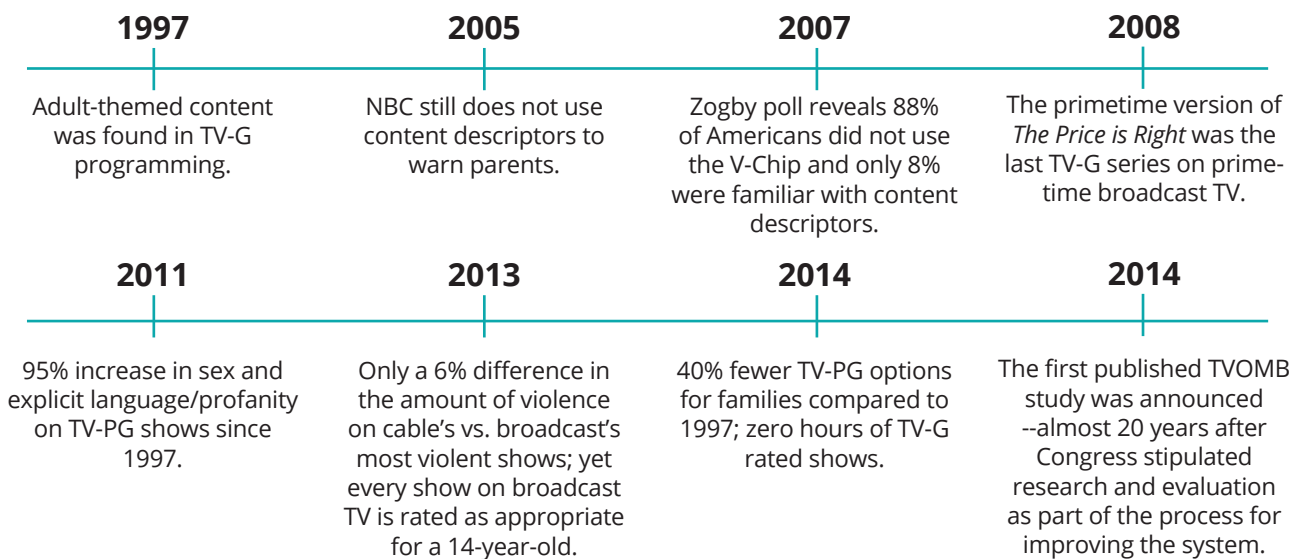 1997
Adult-themed content
was found in TV-G
programming.
2005
NBC still does not use
content descriptors to
warn parents.
2007
Zogby poll reveals 88%
of Americans did not use
the V-Chip and only 8%
were familiar with content
descriptors.
2008
The primetime version of
The Price is Right was the
last TV-G series on prime-
time broadcast TV.
2011
95% increase in sex and
explicit language/profanity
on TV-PG shows since
1997.
2013
Only a 6% difference in
the amount of violence
on cable's vs. broadcast's
most violent shows; yet
every show on broadcast
TV is rated as appropriate
for a 14-year-old.
2014
40% fewer TV-PG options
for families compared to
1997; zero hours of TV-G
rated shows.
2014
The first published TVOMB
study was announced
--almost 20 years after
Congress stipulated
research and evaluation
as part of the process for
improving the system.